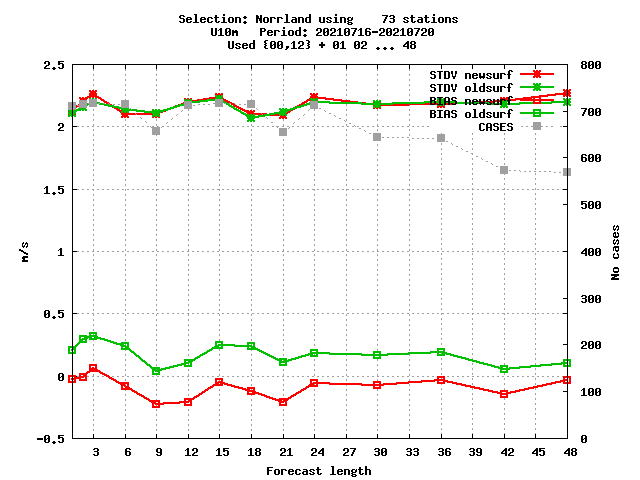 Selection: Norrland using    73 stations
U10m   Period: 20210716-20210720
Used {00,12} + 01 02 ... 48
2.5
2
1.5
1
0.5
0
-0.5
m/s
800
700
600
500
400
300
200
100
0
No cases
STDV newsurf
STDV oldsurf
BIAS newsurf
BIAS oldsurf
CASES
3 6 9 12 15 18 21 24 27 30 33 36 39 42 45 48
Forecast length